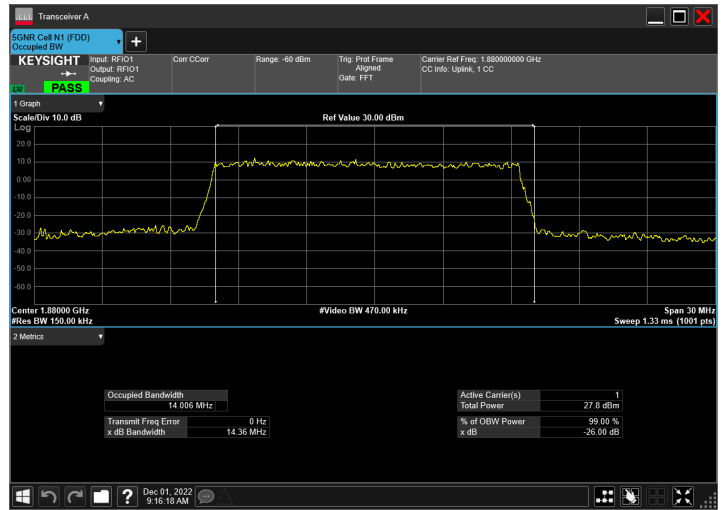 Transceiver A
5GNR Cell N1 (FDD)
Occupied BW
KEYSIGHT
LXI
PASS
Input: RFIO1
Output: RFIO1
Coupling: AC
Corr CCorr
Range: -60 dBm
Trig: Prot Frame
Aligned
Gate: FFT
Carrier Ref Freq: 1.880000000 GHz
CC Info: Uplink, 1 CC
1 Graph
Scale/Div 10.0 dB
Ref Value 30.00 dBm
Log
20.0
10.0
0.00
-10.0
-20.0
-30.0
-40.0
-50.0
-60.0
Center 1.88000 GHz
#Video BW 470.00 kHz
Span 30 MHz
#Res BW 150.00 kHz
Sweep 1.33 ms (1001 pts)
2 Metrics
Occupied Bandwidth
14.006 MHz
Transmit Freq Error 0 Hz
x dB Bandwidth 14.36 MHz
Active Carrier(s) 1
Total Power 27.8 dBm
% of OBW Power 99.00 %
x dB -26.00 dB
?
Dec 01, 2022
9:16:18 AM